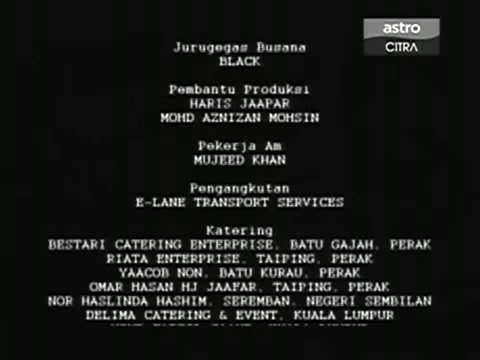 astro
CITRA
Jurugegas Busana
BLACK
Pembantu Produksi
HARIS JAAPAR
MOHD AZNIZAN MOHSIN
Pekerja Am
MUJEED KHAN
Pengangkutan
E-LANE TRANSPORT SERVICES
Katering
BESTARI CATERING ENTERPRISE, BATU GAJAH, PERAK
RIATA ENTERPRISE, TAIPING, PERAK
YAACOB NON, BATU KURAU, PERAK
OMAR HASAN HJ JAAFAR, TAIPING, PERAK
NOR HASLINDA HASHIM, SEREMBAN, NEGERI SEMBILAN
DELIMA CATERING & EVENT, KUALA LUMPUR